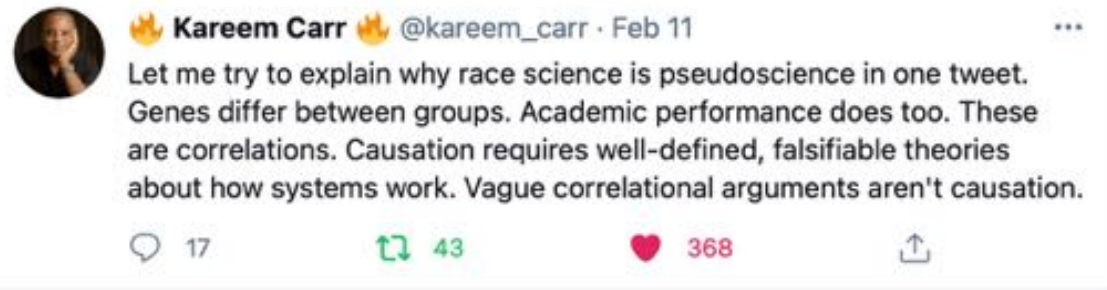 🔥 Kareem Carr 🔥 @kareem_carr · Feb 11
Let me try to explain why race science is pseudoscience in one tweet.
Genes differ between groups. Academic performance does too. These
are correlations. Causation requires well-defined, falsifiable theories
about how systems work. Vague correlational arguments aren't causation.
17 43 368